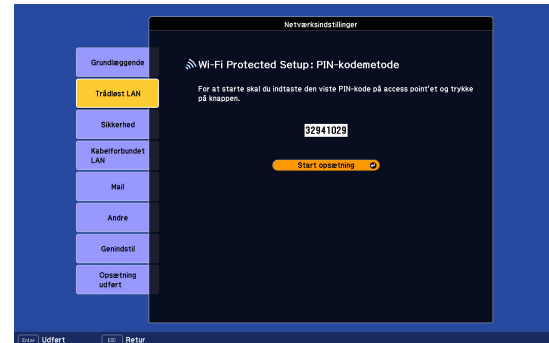 Netværksindstillinger
Grundlæggende
Trådløst LAN
Sikkerhed
Kabelforbundet
LAN
Mail
Andre
Genindstil
Opsætning
udført
Wi-Fi Protected Setup: PIN-kodemetode
For at starte skal du indtaste den viste PIN-kode på access point'et og trykke
på knappen.
32941029
Start opsætning
Enter Udført ESC Retur